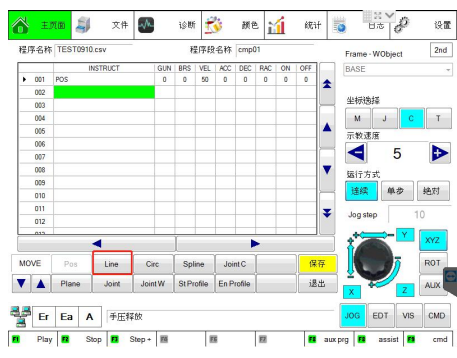 主页面 文件 诊断 颜色 统计 日志 设置
程序名称 TEST0910.csv 程序段名称 cmp01
Frame - WObject 2nd
BASE
INSTRUCT GUN BRS VEL ACC DEC RAC ON OFF
001 POS 0 0 50 0 0 0 0 0
002
003
004
005
006
007
008
009
010
011
012
坐标选择
M J C T
示教速度
5
运行方式
连续 单步 绝对
Jog step 10
MOVE Pos Line Circ Spline Joint C 保存
Plane Joint Joint W St Profile En Profile 退出
Y XYZ
ROT
X Z AUX
Er Ea A 手压释放
JOG EDT VIS CMD
F1 Play F2 Stop F3 Step + F5 F6 F7 F8 aux prg F8 assist F9 cmd